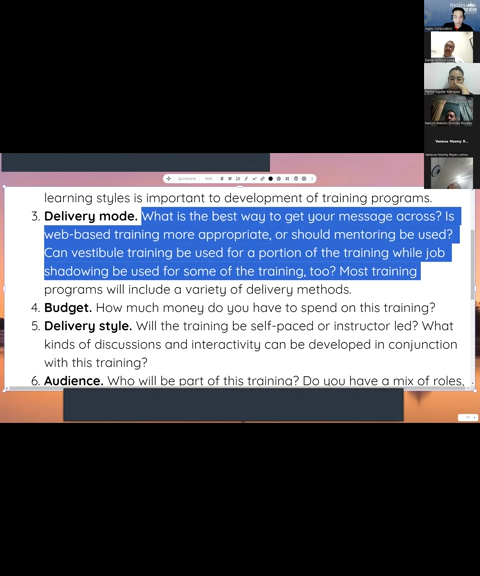 learning styles is important to development of training programs.
3. Delivery mode. What is the best way to get your message across? Is
web-based training more appropriate, or should mentoring be used?
Can vestibule training be used for a portion of the training while job
shadowing be used for some of the training, too? Most training
programs will include a variety of delivery methods.
4. Budget. How much money do you have to spend on this training?
5. Delivery style. Will the training be self-paced or instructor led? What
kinds of discussions and interactivity can be developed in conjunction
with this training?
6. Audience. Who will be part of this training? Do you have a mix of roles,
Vanessa Noemy R...
Vanessa Noemy Reyes Lemus